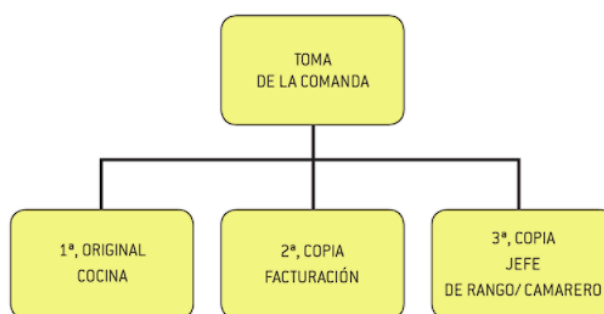 TOMA
DE LA COMANDA
1ª, ORIGINAL
COCINA
2ª, COPIA
FACTURACIÓN
3ª, COPIA
JEFE
DE RANGO/ CAMARERO